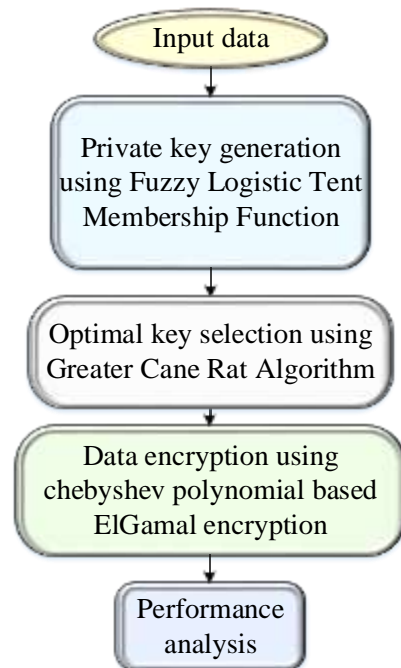 Input data
Private key generation
using Fuzzy Logistic Tent
Membership Function
Optimal key selection using
Greater Cane Rat Algorithm
Data encryption using
chebyshev polynomial based
ElGamal encryption
Performance
analysis